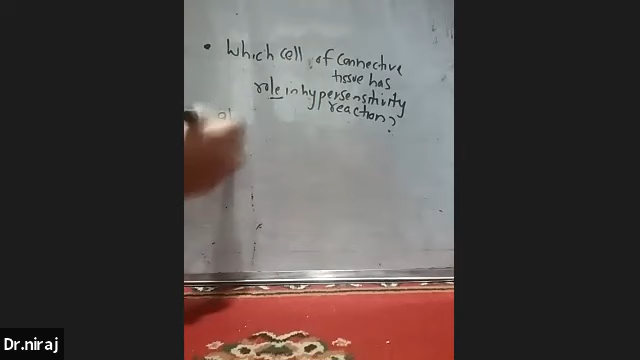 • Which cell of connective
tissue has
role in hypersensitivity
reaction?
Dr.niraj